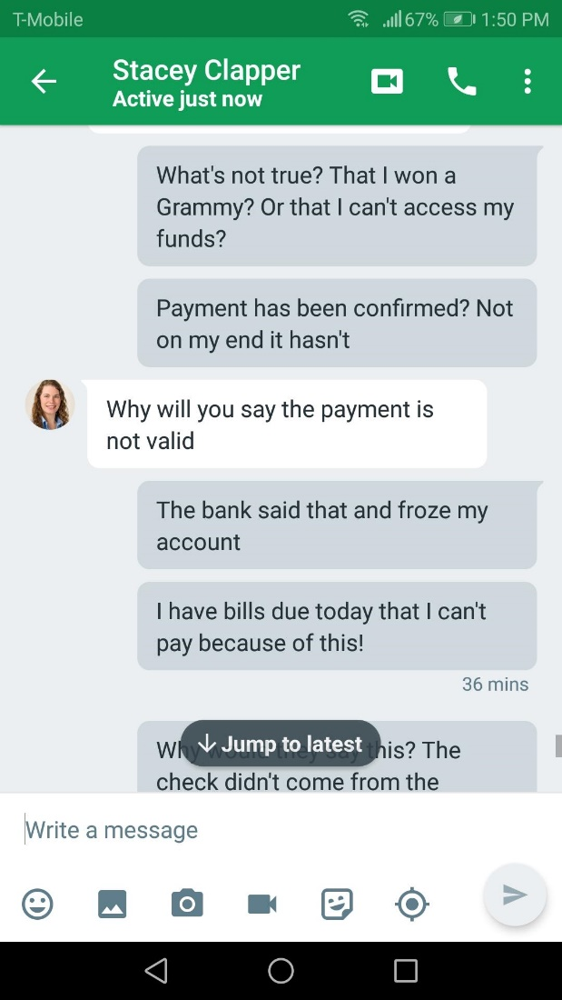 T-Mobile 67% 1:50 PM
Stacey Clapper
Active just now
What's not true? That I won a
Grammy? Or that I can't access my
funds?
Payment has been confirmed? Not
on my end it hasn't
Why will you say the payment is
not valid
The bank said that and froze my
account
I have bills due today that I can't
pay because of this!
36 mins
Why would they say this? The
Jump to latest
check didn't come from the
Write a message